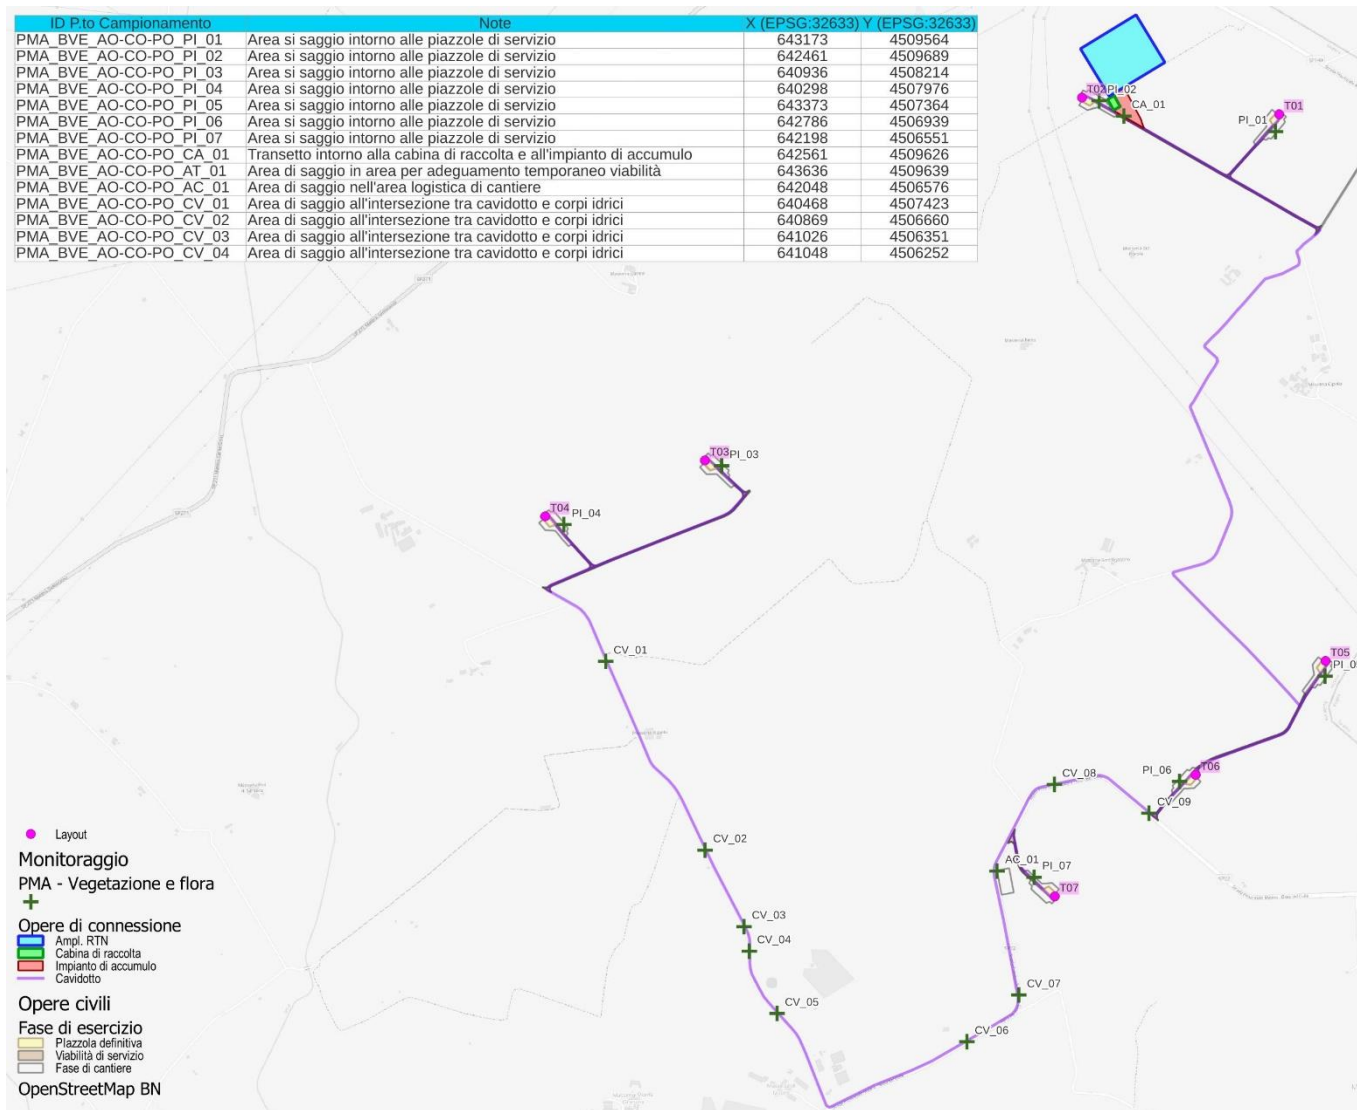 ID P.to Campionamento Note X (EPSG:32633) Y (EPSG:32633)
PMA_BVE_AO-CO-PO_PI_01 Area si saggio intorno alle piazzole di servizio 643173 4509564
PMA_BVE_AO-CO-PO_PI_02 Area si saggio intorno alle piazzole di servizio 642461 4509689
PMA_BVE_AO-CO-PO_PI_03 Area si saggio intorno alle piazzole di servizio 640936 4508214
PMA_BVE_AO-CO-PO_PI_04 Area si saggio intorno alle piazzole di servizio 640298 4507976
PMA_BVE_AO-CO-PO_PI_05 Area si saggio intorno alle piazzole di servizio 643373 4507364
PMA_BVE_AO-CO-PO_PI_06 Area si saggio intorno alle piazzole di servizio 642786 4506939
PMA_BVE_AO-CO-PO_PI_07 Area si saggio intorno alle piazzole di servizio 642198 4506551
PMA_BVE_AO-CO-PO_CA_01 Transetto intorno alla cabina di raccolta e all'impianto di accumulo 642561 4509626
PMA_BVE_AO-CO-PO_AT_01 Area di saggio in area per adeguamento temporaneo viabilità 643636 4509639
PMA_BVE_AO-CO-PO_AC_01 Area di saggio nell'area logistica di cantiere 642048 4506576
PMA_BVE_AO-CO-PO_CV_01 Area di saggio all'intersezione tra cavidotto e corpi idrici 640468 4507423
PMA_BVE_AO-CO-PO_CV_02 Area di saggio all'intersezione tra cavidotto e corpi idrici 640869 4506660
PMA_BVE_AO-CO-PO_CV_03 Area di saggio all'intersezione tra cavidotto e corpi idrici 641026 4506351
PMA_BVE_AO-CO-PO_CV_04 Area di saggio all'intersezione tra cavidotto e corpi idrici 641048 4506252
T02 PI_02
CA_01
T01
PI_01
T03
PI_03
T04
PI_04
CV_01
T05
PI_05
T06
PI_06
CV_08
CV_09
CV_02
AC_01
PI_07
T07
CV_03
CV_04
CV_07
CV_05
CV_06
Layout
Monitoraggio
PMA - Vegetazione e flora
Opere di connessione
Ampl. RTN
Cabina di raccolta
Impianto di accumulo
Cavidotto
Opere civili
Fase di esercizio
Piazzola definitiva
Viabilità di servizio
Fase di cantiere
OpenStreetMap BN